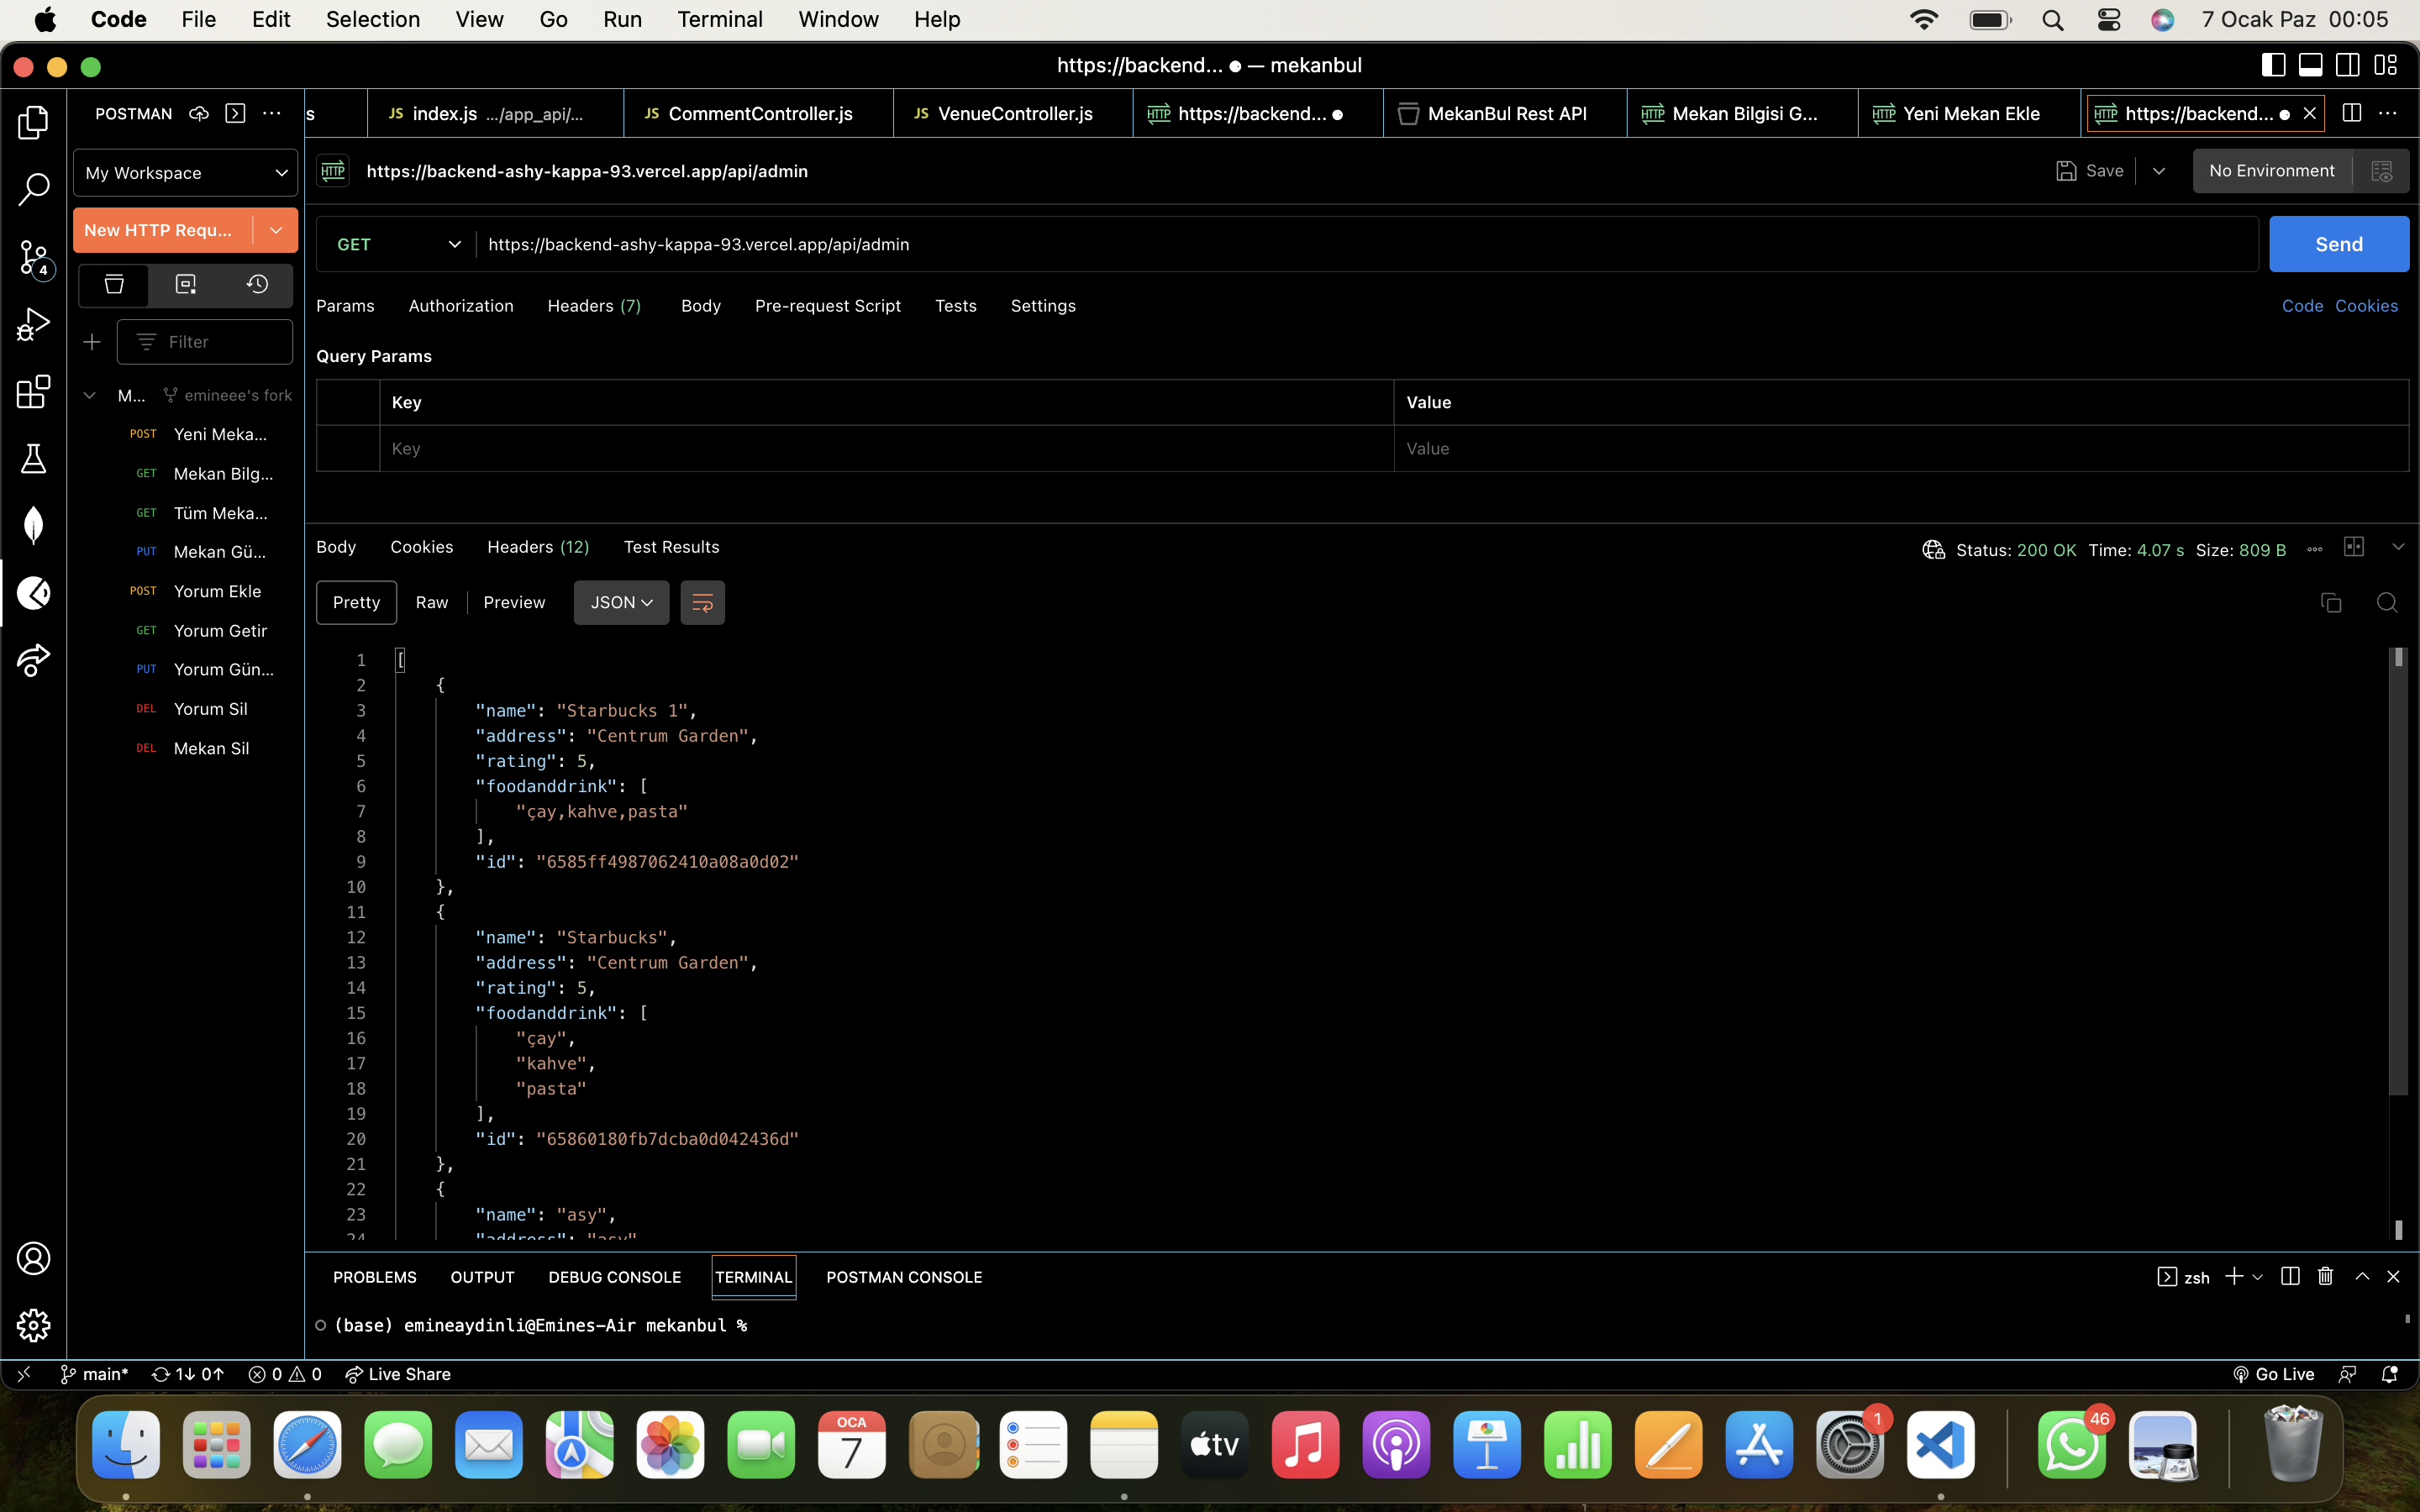 Code File Edit Selection View Go Run Terminal Window Help 7 Ocak Paz 00:05
https://backend... ● — mekanbul
POSTMAN ...
s
JS index.js .../app_api/...
JS CommentController.js
JS VenueController.js
HTTP https://backend... ●
MekanBul Rest API
HTTP Mekan Bilgisi G...
HTTP Yeni Mekan Ekle
HTTP https://backend... ●
My Workspace
HTTP https://backend-ashy-kappa-93.vercel.app/api/admin
Save
No Environment
New HTTP Requ...
GET https://backend-ashy-kappa-93.vercel.app/api/admin
Send
4
Params Authorization Headers (7) Body Pre-request Script Tests Settings Code Cookies
Filter
Query Params
M... emineee's fork
Key Value
Key Value
POST Yeni Meka...
GET Mekan Bilg...
GET Tüm Meka...
PUT Mekan Gü...
POST Yorum Ekle
GET Yorum Getir
PUT Yorum Gün...
DEL Yorum Sil
DEL Mekan Sil
Body Cookies Headers (12) Test Results Status: 200 OK Time: 4.07 s Size: 809 B
Pretty Raw Preview JSON
1 [
2 {
3 "name": "Starbucks 1",
4 "address": "Centrum Garden",
5 "rating": 5,
6 "foodanddrink": [
7 "çay,kahve,pasta"
8 ],
9 "id": "6585ff4987062410a08a0d02"
10 },
11 {
12 "name": "Starbucks",
13 "address": "Centrum Garden",
14 "rating": 5,
15 "foodanddrink": [
16 "çay",
17 "kahve",
18 "pasta"
19 ],
20 "id": "65860180fb7dcba0d042436d"
21 },
22 {
23 "name": "asy",
24 "address": "asy"
PROBLEMS OUTPUT DEBUG CONSOLE TERMINAL POSTMAN CONSOLE zsh
(base) emineaydinli@Emines-Air mekanbul %
main* 1↓ 0↑ 0 0 Live Share Go Live
OCA
7
tv
1
46